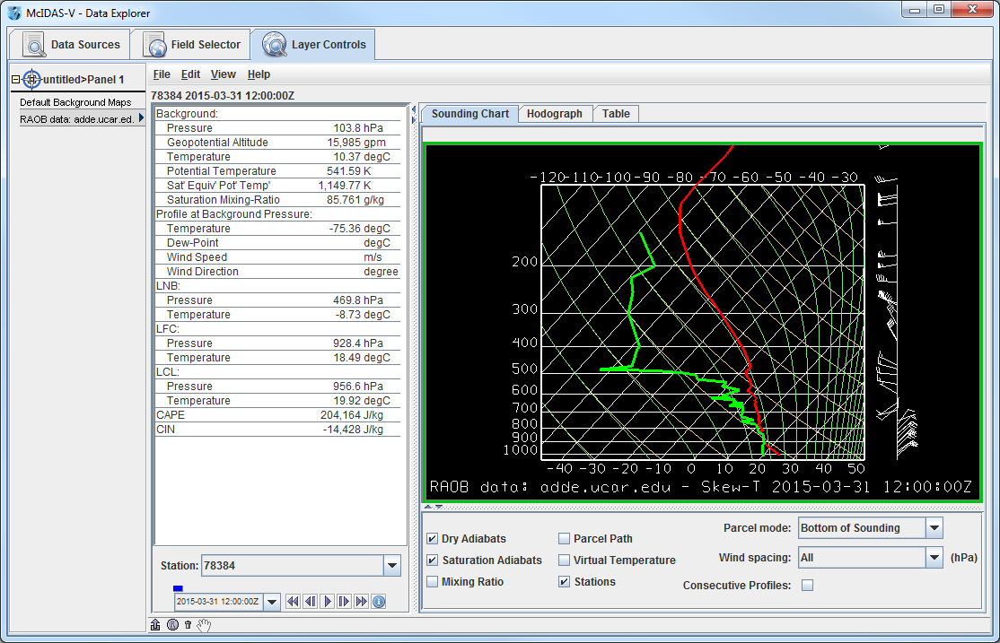 McIDAS-V - Data Explorer
Data Sources Field Selector Layer Controls
untitled>Panel 1
Default Background Maps
RAOB data: adde.ucar.ed.
File Edit View Help
78384 2015-03-31 12:00:00Z
Background:
Pressure 103.8 hPa
Geopotential Altitude 15,985 gpm
Temperature 10.37 degC
Potential Temperature 541.59 K
Sat' Equiv' Pot' Temp' 1,149.77 K
Saturation Mixing-Ratio 85.761 g/kg
Profile at Background Pressure:
Temperature -75.36 degC
Dew-Point degC
Wind Speed m/s
Wind Direction degree
LNB:
Pressure 469.8 hPa
Temperature -8.73 degC
LFC:
Pressure 928.4 hPa
Temperature 18.49 degC
LCL:
Pressure 956.6 hPa
Temperature 19.92 degC
CAPE 204,164 J/kg
CIN -14,428 J/kg
Station: 78384
2015-03-31 12:00:00Z
Sounding Chart Hodograph Table
-120 -110 -100 -90 -80 -70 -60 -50 -40 -30
200
300
400
500
600
700
800
900
1000
-40 -30 -20 -10 0 10 20 30 40 50
RAOB data: adde.ucar.edu - Skew-T 2015-03-31 12:00:00Z
Dry Adiabats Parcel Path Parcel mode: Bottom of Sounding
Saturation Adiabats Virtual Temperature Wind spacing: All (hPa)
Mixing Ratio Stations Consecutive Profiles: